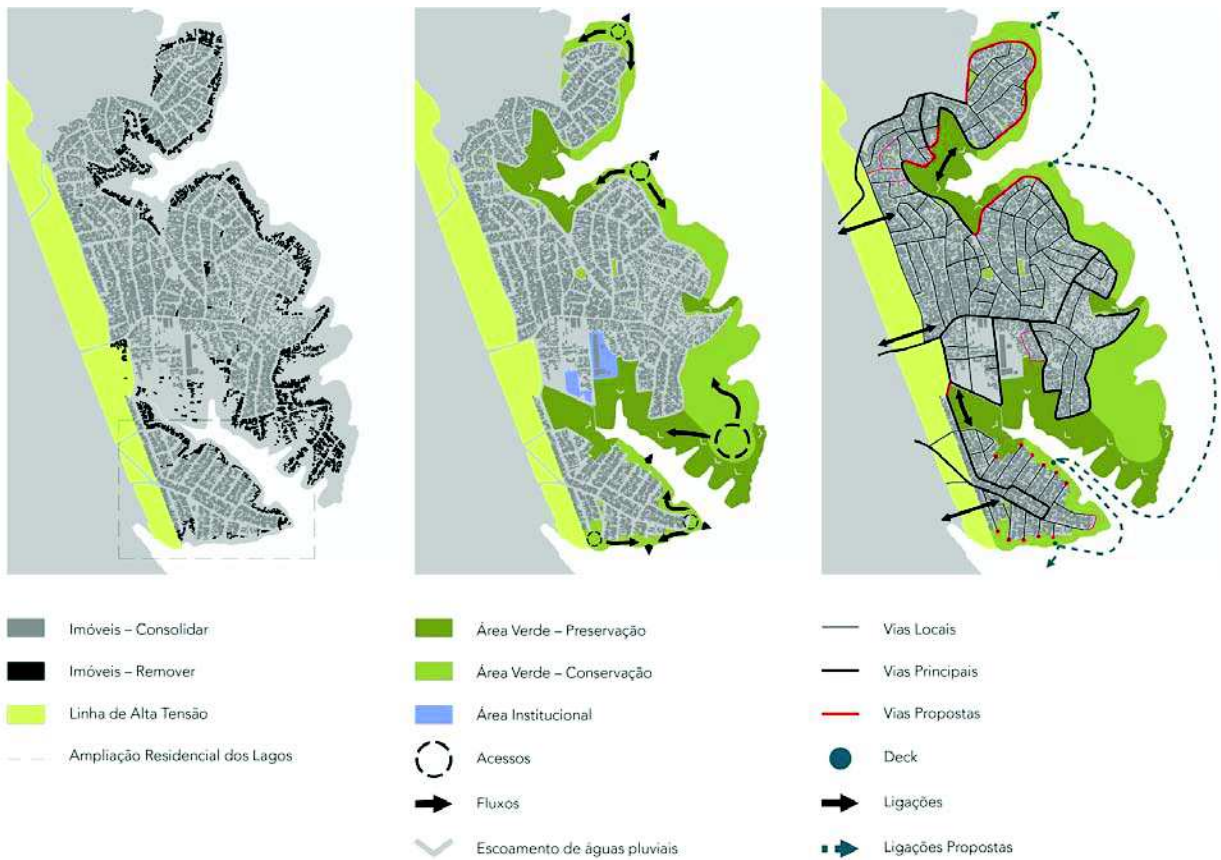 Imóveis – Consolidar
Imóveis – Remover
Linha de Alta Tensão
Ampliação Residencial dos Lagos
Área Verde – Preservação
Área Verde – Conservação
Área Institucional
Acessos
Fluxos
Escoamento de águas pluviais
Vias Locais
Vias Principais
Vias Propostas
Deck
Ligações
Ligações Propostas